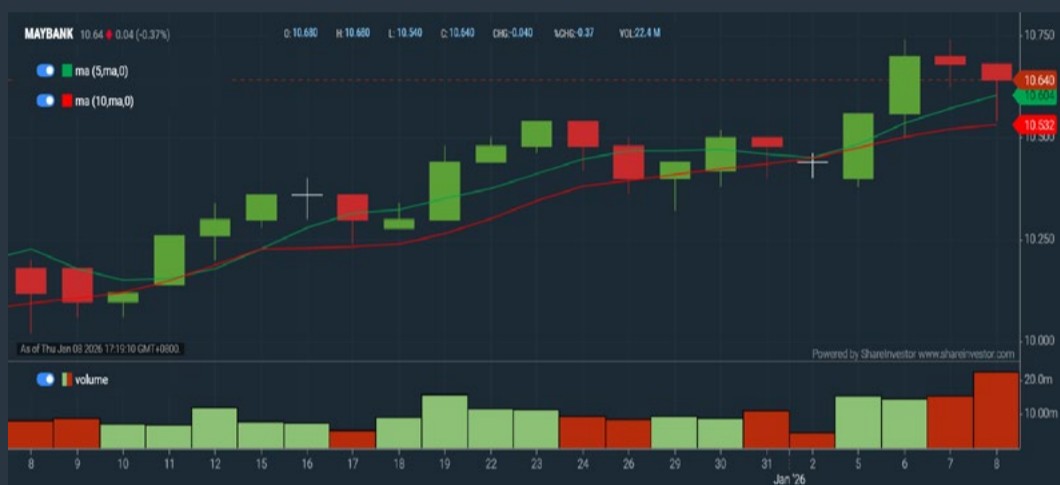 MAYBANK 10.64 0.04 (-0.37%) O: 10.680 H: 10.680 L: 10.540 C: 10.640 CHG:-0.040 %CHG:-0.37 VOL:22.4 M
ma (5,ma,0)
ma (10,ma,0)
10.750
10.640
10.604
10.532
10.500
10.250
10.000
As of Thu Jan 08 2026 17:19:10 GMT+0800.
Powered by ShareInvestor www.shareinvestor.com
volume
20.0m
10.00m
8 9 10 11 12 15 16 17 18 19 22 23 24 26 29 30 31 2 5 6 7 8
Jan '26